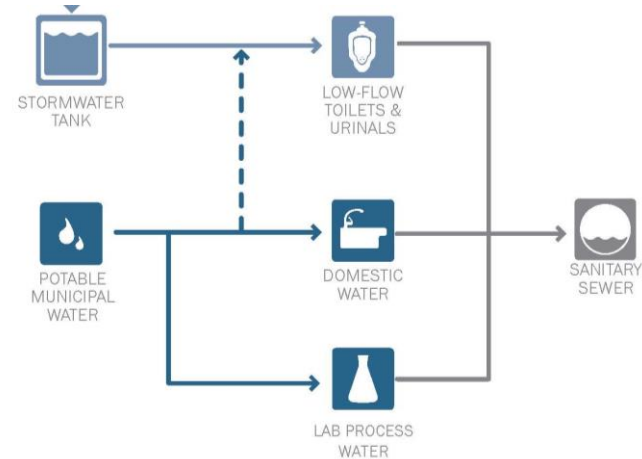 STORMWATER
TANK
LOW-FLOW
TOILETS &
URINALS
POTABLE
MUNICIPAL
WATER
DOMESTIC
WATER
SANITARY
SEWER
LAB PROCESS
WATER